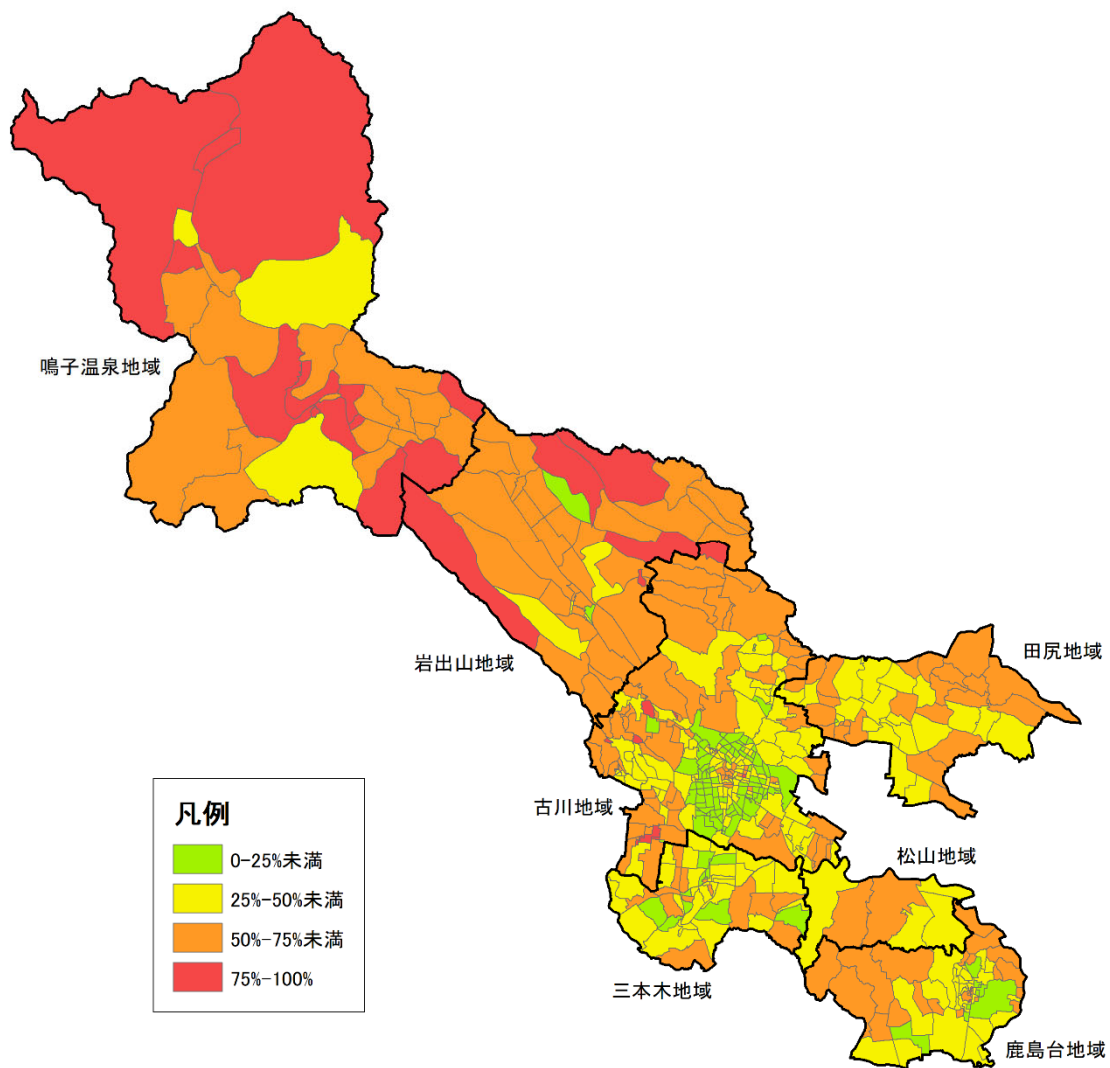 鳴子温泉地域
岩出山地域
田尻地域
古川地域
松山地域
三本木地域
鹿島台地域
凡例
0-25%未満
25%-50%未満
50%-75%未満
75%-100%